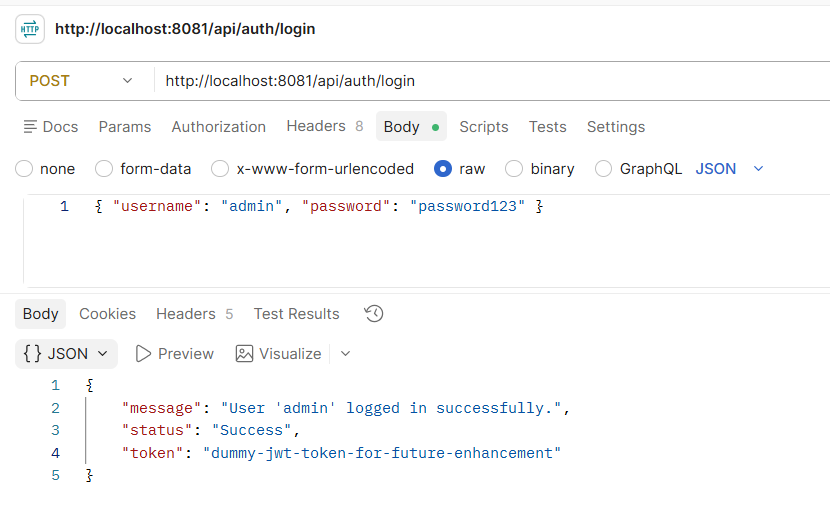 HTTP http://localhost:8081/api/auth/login
POST http://localhost:8081/api/auth/login
Docs Params Authorization Headers 8 Body Scripts Tests Settings
none form-data x-www-form-urlencoded raw binary GraphQL JSON
1 { "username": "admin", "password": "password123" }
Body Cookies Headers 5 Test Results
{} JSON Preview Visualize
1 {
2 "message": "User 'admin' logged in successfully.",
3 "status": "Success",
4 "token": "dummy-jwt-token-for-future-enhancement"
5 }